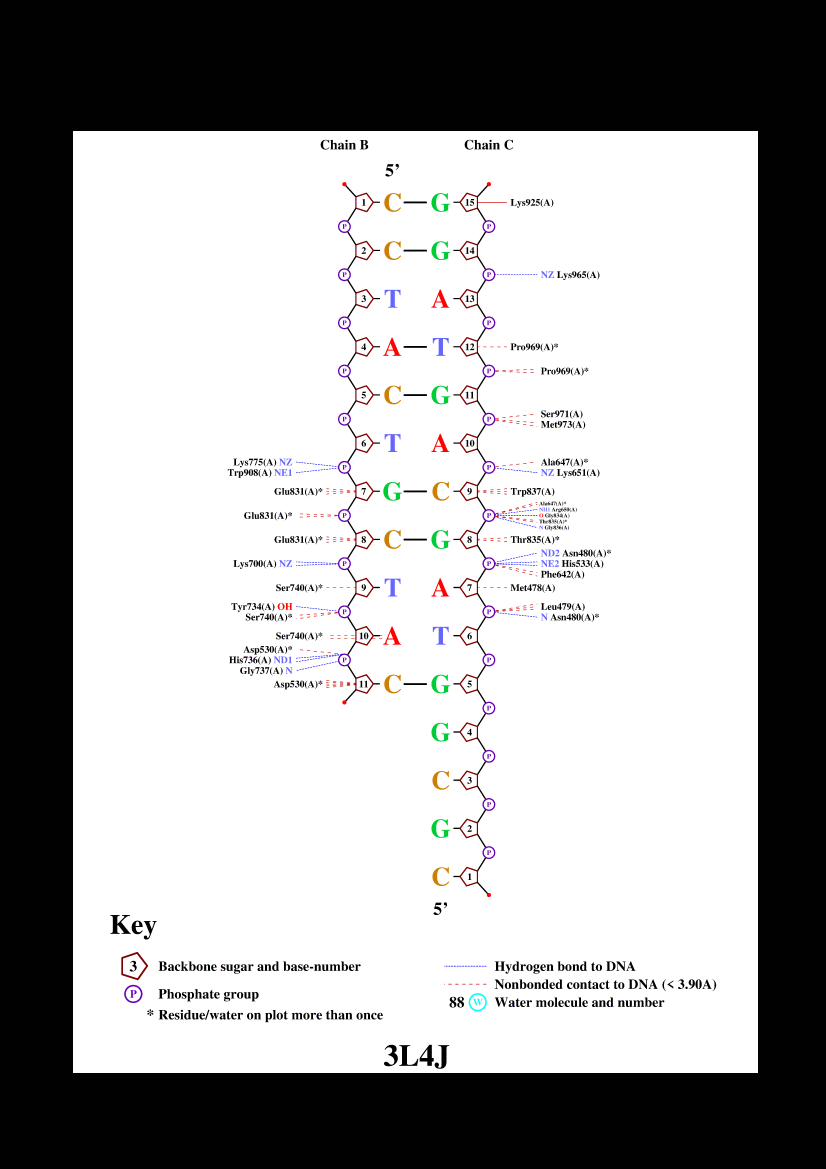 Chain B Chain C
5’
1 C G 15 Lys925(A)
P P
2 C G 14
P P NZ Lys965(A)
3 T A 13
P P
4 A T 12 Pro969(A)*
P P Pro969(A)*
5 C G 11
P P Ser971(A)
Met973(A)
6 T A 10
Lys775(A) NZ P P Ala647(A)*
Trp908(A) NE1 NZ Lys651(A)
Glu831(A)* 7 G C 9 Trp837(A)
Ala647(A)*
NH1 Arg650(A)
Glu831(A)* P P O Gly834(A)
Thr835(A)*
N Gly836(A)
Glu831(A)* 8 C G 8 Thr835(A)*
ND2 Asn480(A)*
Lys700(A) NZ P P NE2 His533(A)
Phe642(A)
Ser740(A)* 9 T A 7 Met478(A)
Tyr734(A) OH P P Leu479(A)
Ser740(A)* N Asn480(A)*
Ser740(A)* 10 A T 6
Asp530(A)*
His736(A) ND1 P P
Gly737(A) N
Asp530(A)* 11 C G 5
P
G 4
P
C 3
P
G 2
P
C 1
5’
Key
3 Backbone sugar and base-number
P Phosphate group
* Residue/water on plot more than once
Hydrogen bond to DNA
Nonbonded contact to DNA (< 3.90A)
88 W Water molecule and number
3L4J